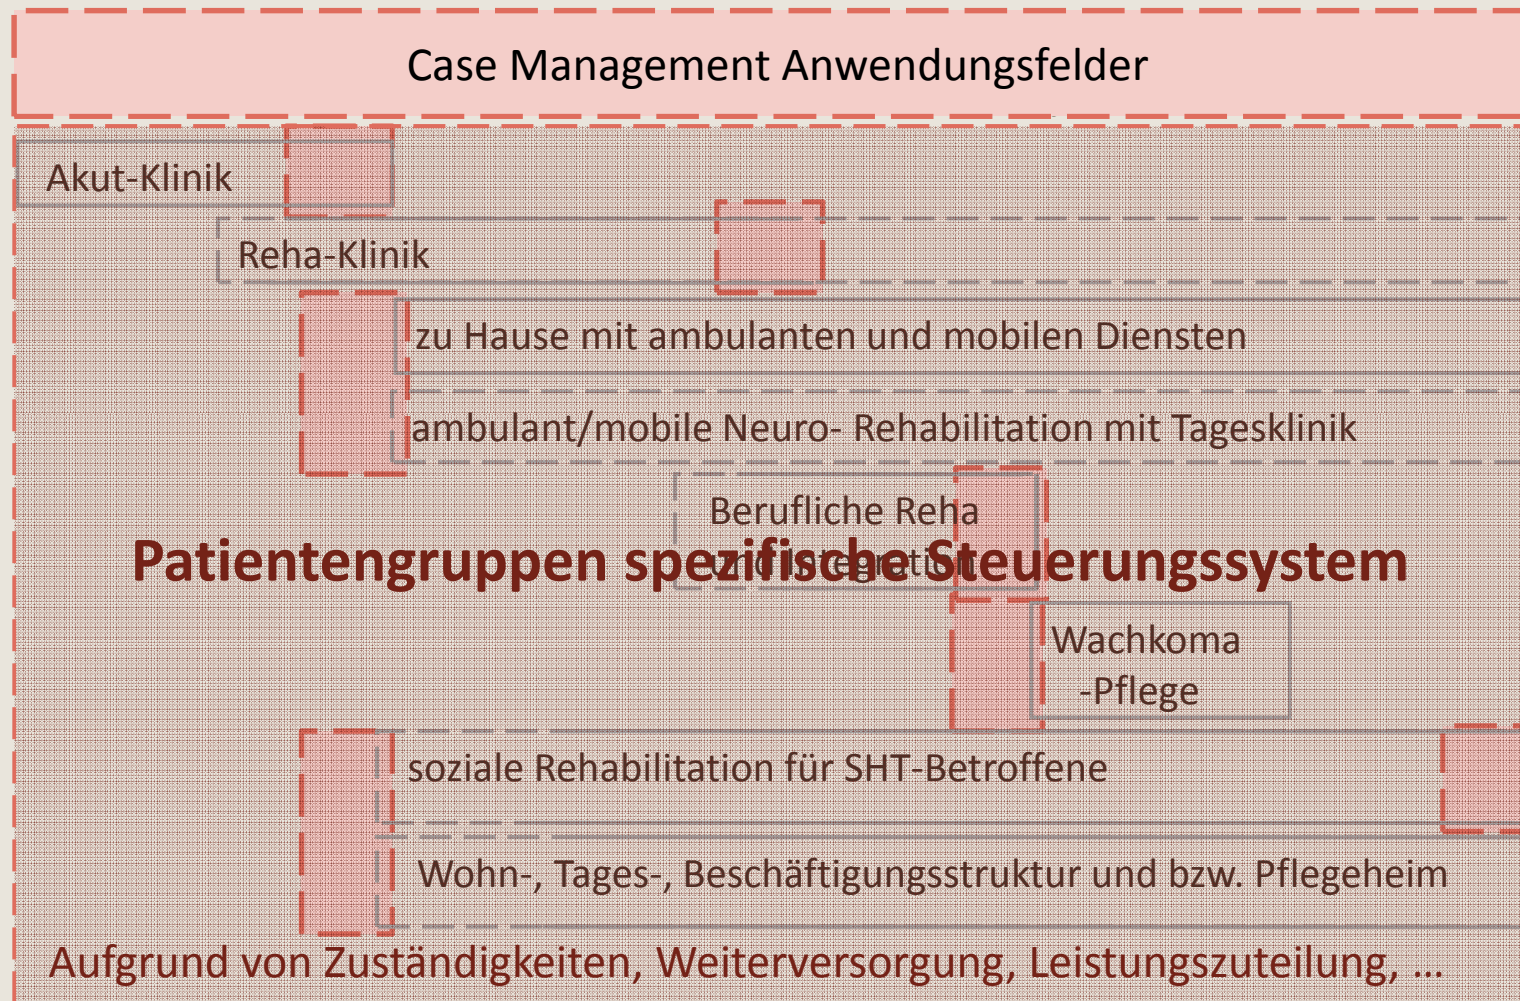 Case Management Anwendungsfelder
Akut-Klinik
Reha-Klinik
zu Hause mit ambulanten und mobilen Diensten
ambulant/mobile Neuro- Rehabilitation mit Tagesklinik
Berufliche Reha
und Integration
Patientengruppen spezifische Steuerungssystem
Wachkoma
-Pflege
soziale Rehabilitation für SHT-Betroffene
Wohn-, Tages-, Beschäftigungsstruktur und bzw. Pflegeheim
Aufgrund von Zuständigkeiten, Weiterversorgung, Leistungszuteilung, ...